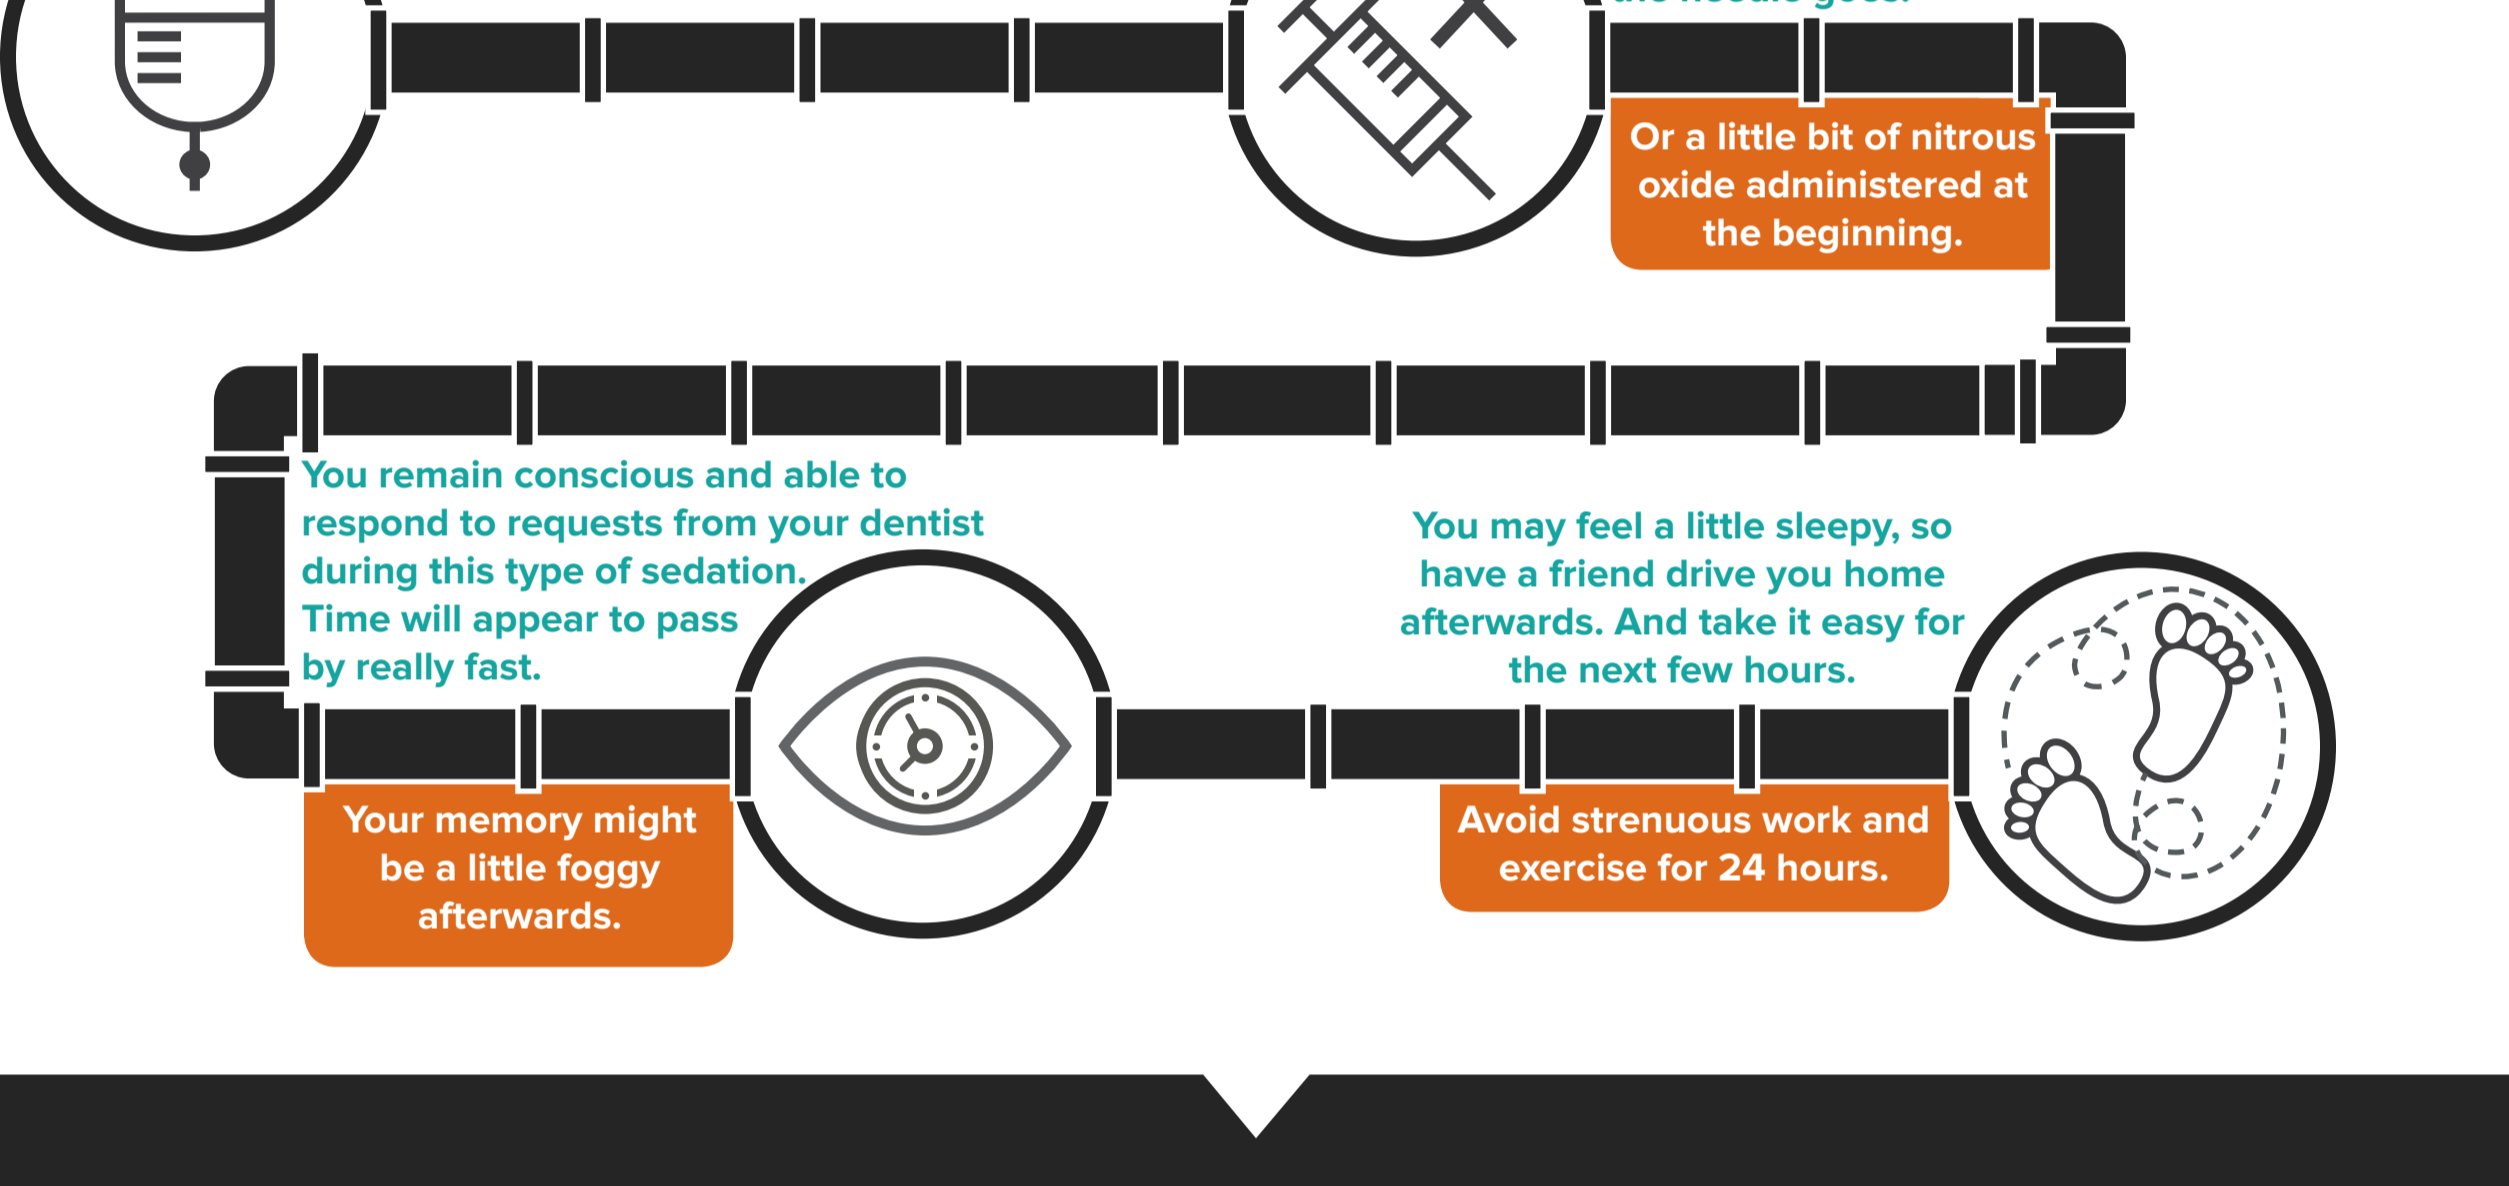 the needle goes.
Or a little bit of nitrous
oxide administered at
the beginning.
You remain conscious and able to
respond to requests from your dentist
during this type of sedation.
Time will appear to pass
by really fast.
Your memory might
be a little foggy
afterwards.
You may feel a little sleepy, so
have a friend drive you home
afterwards. And take it easy for
the next few hours.
Avoid strenuous work and
exercise for 24 hours.